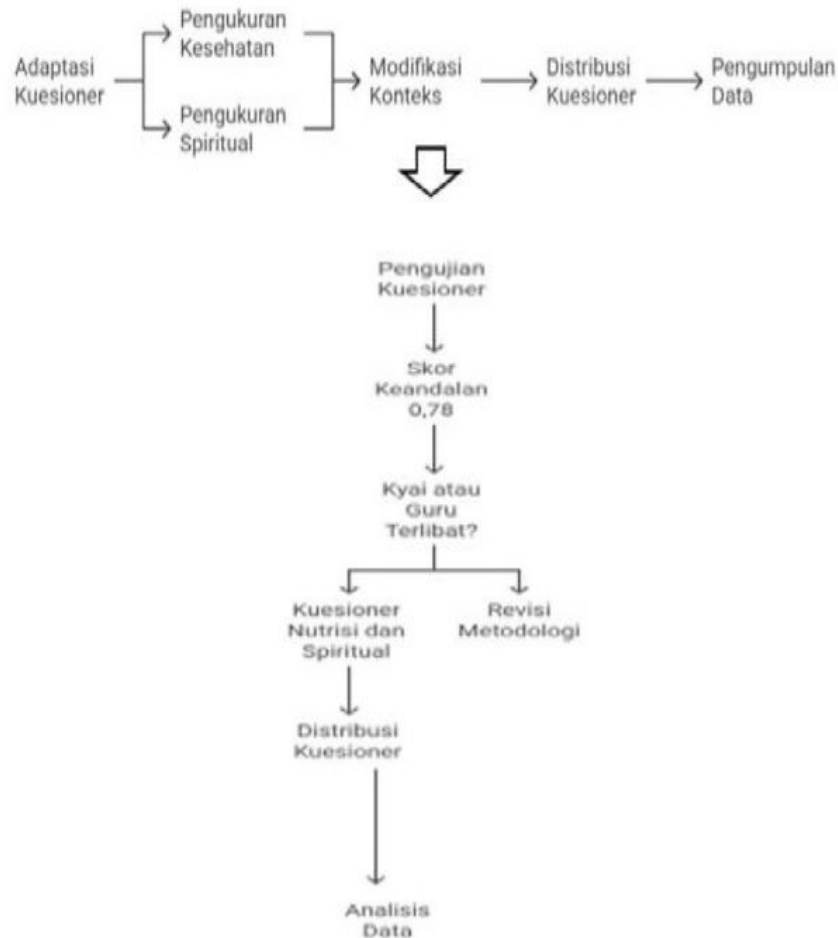 Adaptasi
Kuesioner
Pengukuran
Kesehatan
Pengukuran
Spiritual
Modifikasi
Konteks
Distribusi
Kuesioner
Pengumpulan
Data
Pengujian
Kuesioner
Skor
Keandalan
0,78
Kyai atau
Guru
Terlibat?
Kuesioner
Nutrisi dan
Spiritual
Revisi
Metodologi
Distribusi
Kuesioner
Analisis
Data